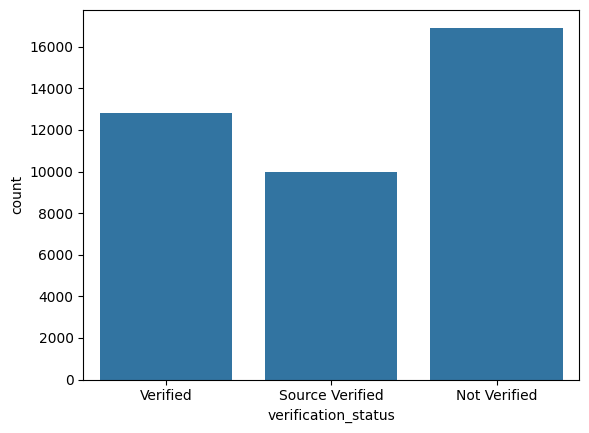 16000
14000
12000
10000
8000
6000
4000
2000
0
count
Verified
Source Verified
Not Verified
verification_status